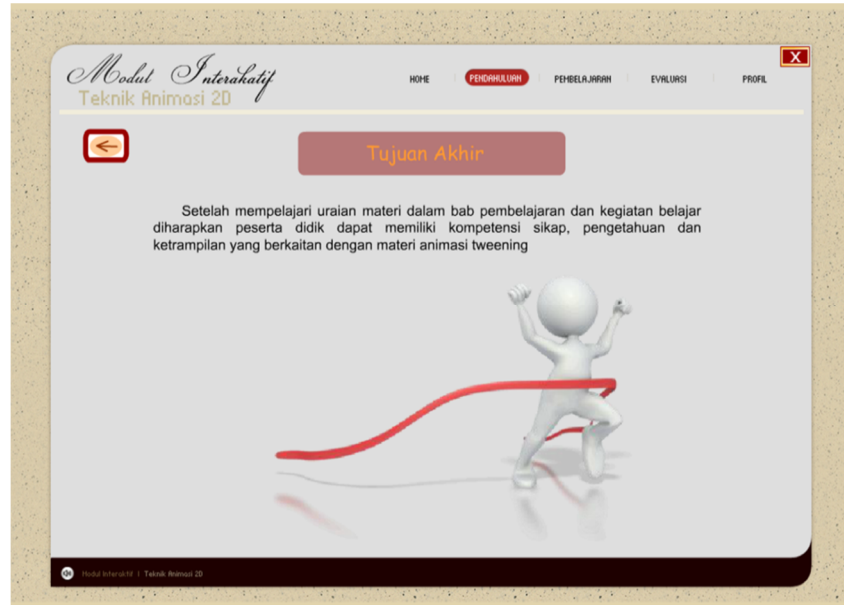 Modul Interakatif
Teknik Animasi 2D
HOME
PENDAHULUAN
PEMBELAJARAN
EVALUASI
PROFIL
X
Tujuan Akhir
Setelah mempelajari uraian materi dalam bab pembelajaran dan kegiatan belajar
diharapkan peserta didik dapat memiliki kompetensi sikap, pengetahuan dan
ketrampilan yang berkaitan dengan materi animasi tweening
Modul Interaktif | Teknik Animasi 2D